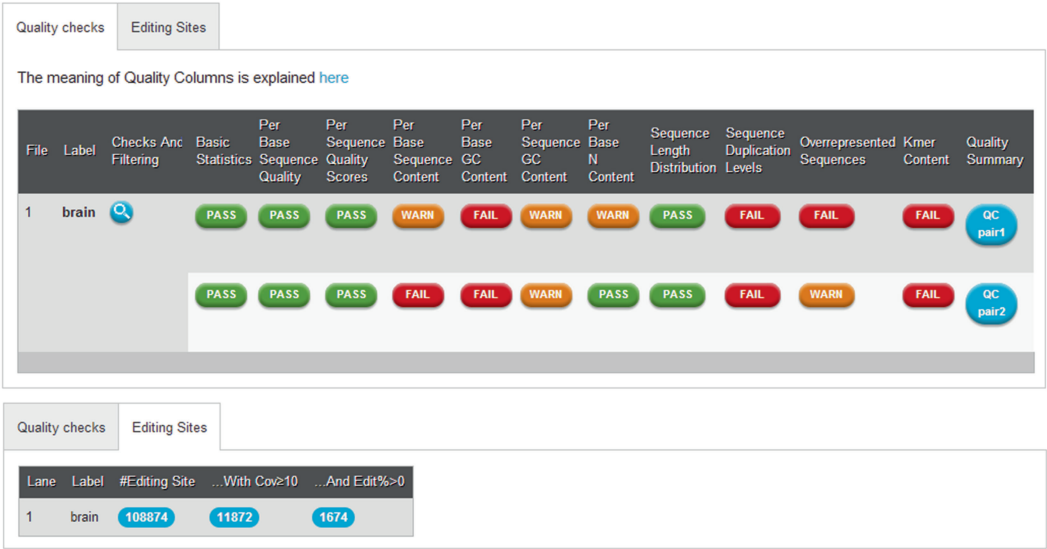 Quality checks Editing Sites
The meaning of Quality Columns is explained here
File Label Checks And Filtering Basic Statistics Per Base Sequence Quality Per Sequence Quality Scores Per Base Sequence Content Per Base GC Content Per Sequence GC Content Per Base N Content Sequence Length Distribution Sequence Duplication Levels Overrepresented Sequences Kmer Content Quality Summary
1 brain PASS PASS PASS WARN FAIL WARN WARN PASS FAIL FAIL FAIL QC pair1
PASS PASS PASS FAIL FAIL WARN PASS PASS FAIL WARN FAIL QC pair2
Quality checks Editing Sites
Lane Label #Editing Site ...With Cov≥10 ...And Edit%>0
1 brain 108874 11872 1674